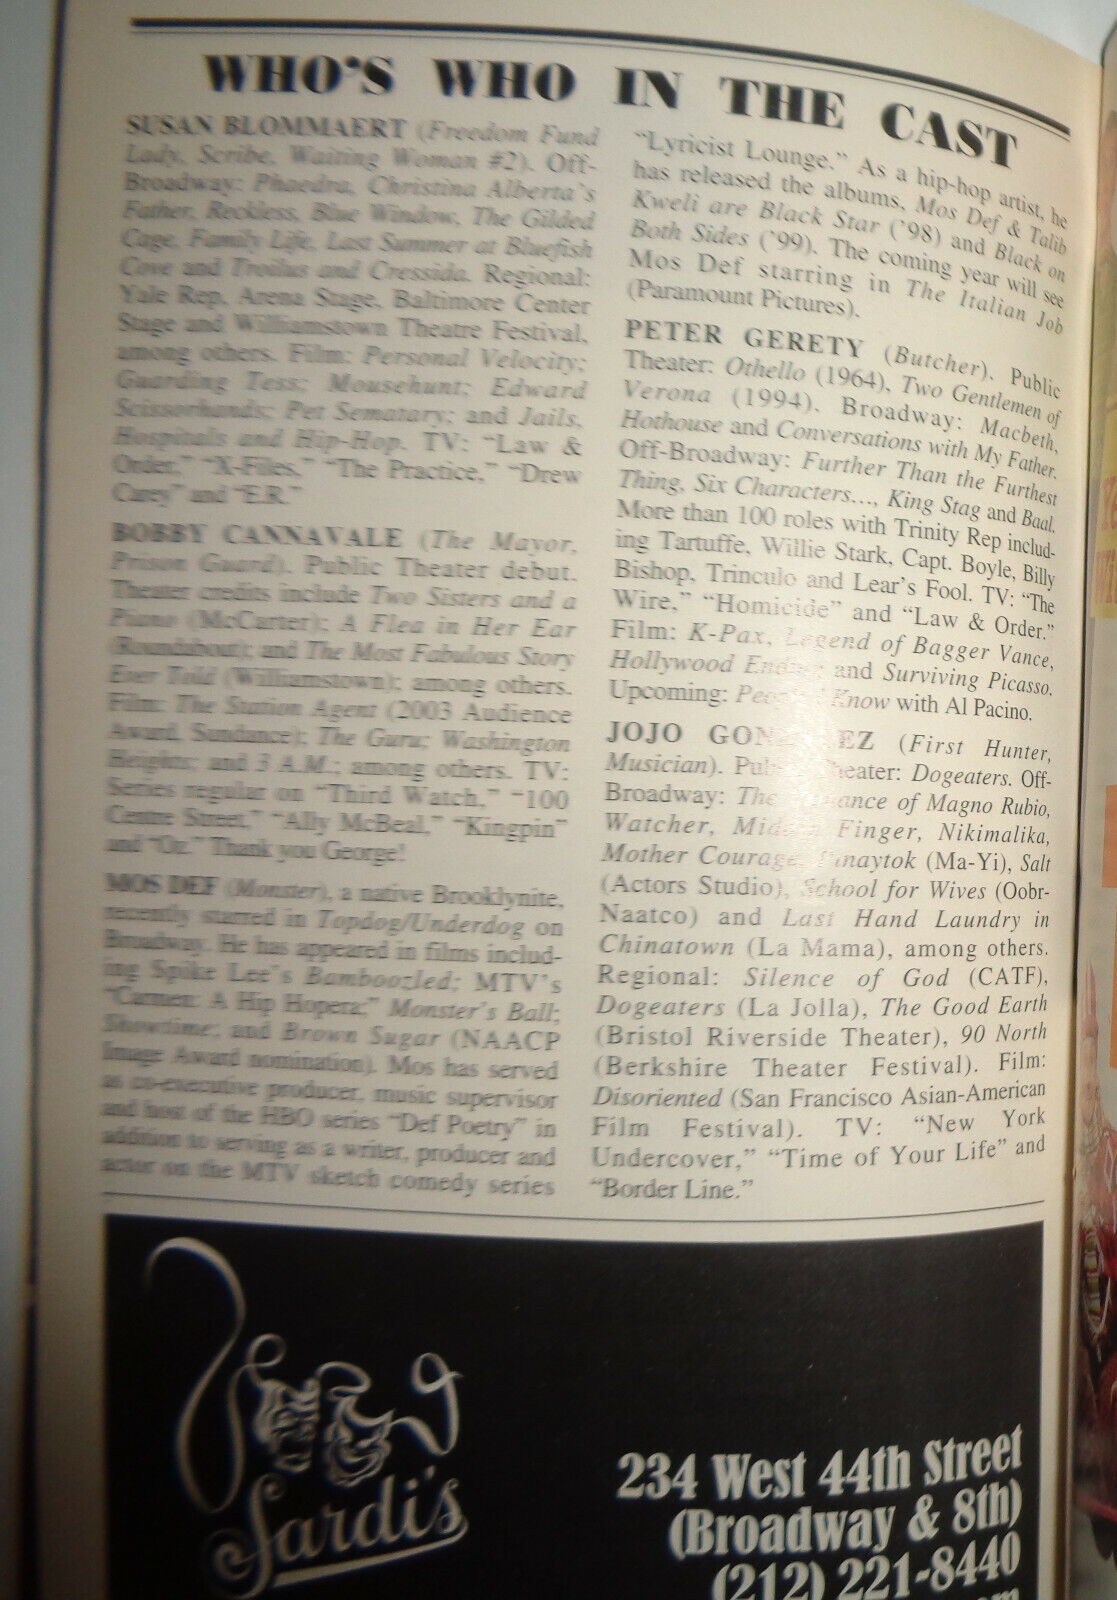 WHO'S WHO IN THE CAST
SUSAN BLOMMAERT (Freedom Fund
Lady, Scribe, Waiting Woman #2). Off-
Broadway: Phaedra, Christina Alberta's
Father, Reckless, Blue Window, The Gilded
Cage, Family Life, Last Summer at Bluefish
Cove and Troilus and Cressida. Regional:
Yale Rep, Arena Stage, Baltimore Center
Stage and Williamstown Theatre Festival,
among others. Film: Personal Velocity;
Guarding Tess; Mousehunt; Edward
Scissorhands; Pet Sematary; and Jails,
Hospitals and Hip-Hop. TV: "Law &
Order," "X-Files," "The Practice," "Drew
Carey" and "E.R."
BOBBY CANNAVALE (The Mayor,
Prison Guard). Public Theater debut.
Theater credits include Two Sisters and a
Piano (McCarter); A Flea in Her Ear
(Roundabout); and The Most Fabulous Story
Ever Told (Williamstown); among others.
Film: The Station Agent (2003 Audience
Award, Sundance); The Guru; Washington
Heights; and 3 A.M.; among others. TV:
Series regular on "Third Watch," "100
Centre Street," "Ally McBeal," "Kingpin"
and "Oz." Thank you George!
MOS DEF (Monster), a native Brooklynite,
recently starred in Topdog/Underdog on
Broadway. He has appeared in films includ-
ing Spike Lee's Bamboozled; MTV's
"Carmen: A Hip Hopera;" Monster's Ball;
Showtime; and Brown Sugar (NAACP
Image Award nomination). Mos has served
as co-executive producer, music supervisor
and host of the HBO series "Def Poetry" in
addition to serving as a writer, producer and
actor on the MTV sketch comedy series
"Lyricist Lounge." As a hip-hop artist, he
has released the albums, Mos Def & Talib
Kweli are Black Star ('98) and Black on
Both Sides ('99). The coming year will see
Mos Def starring in The Italian Job
(Paramount Pictures).
PETER GERETY (Butcher). Public
Theater: Othello (1964), Two Gentlemen of
Verona (1994). Broadway: Macbeth,
Hothouse and Conversations with My Father.
Off-Broadway: Further Than the Furthest
Thing, Six Characters..., King Stag and Baal.
More than 100 roles with Trinity Rep includ-
ing Tartuffe, Willie Stark, Capt. Boyle, Billy
Bishop, Trinculo and Lear's Fool. TV: "The
Wire," "Homicide" and "Law & Order."
Film: K-Pax, Legend of Bagger Vance,
Hollywood Ending and Surviving Picasso.
Upcoming: People I Know with Al Pacino.
JOJO GONZALEZ (First Hunter,
Musician). Public Theater: Dogeaters. Off-
Broadway: The Romance of Magno Rubio,
Watcher, Middle Finger, Nikimalika,
Mother Courage, Pinaytok (Ma-Yi), Salt
(Actors Studio), School for Wives (Oobr-
Naatco) and Last Hand Laundry in
Chinatown (La Mama), among others.
Regional: Silence of God (CATF),
Dogeaters (La Jolla), The Good Earth
(Bristol Riverside Theater), 90 North
(Berkshire Theater Festival). Film:
Disoriented (San Francisco Asian-American
Film Festival). TV: "New York
Undercover," "Time of Your Life" and
"Border Line."
Sardi's
234 West 44th Street
(Broadway & 8th)
(212) 221-8440